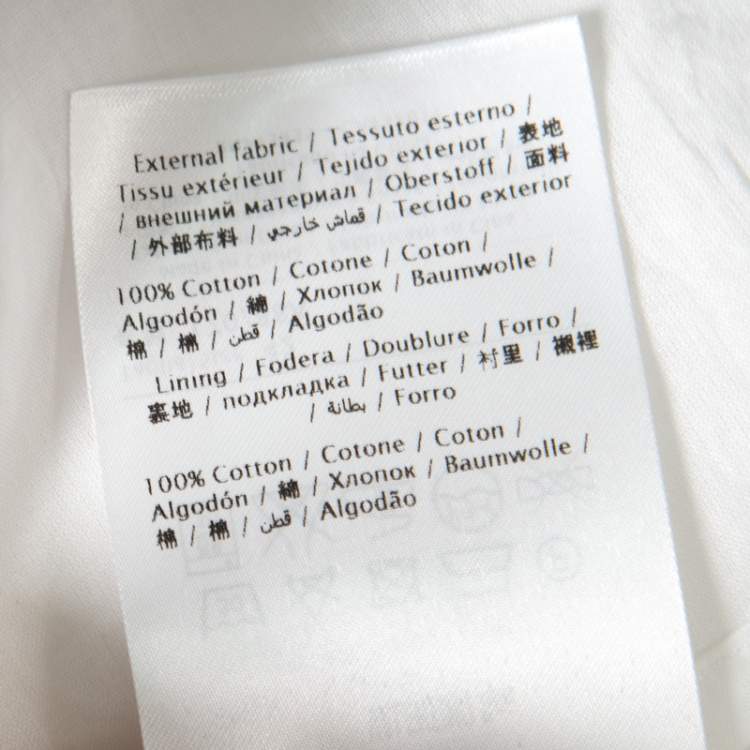 External fabric / Tessuto esterno /
Tissu extérieur / Tejido exterior / 表地
/ внешний материал / Oberstoff / 面料
/ 外部布料 / قماش خارجي / Tecido exterior
100% Cotton / Cotone / Coton /
Algodón / 綿 / Хлопок / Baumwolle /
棉 / 棉 / قطن / Algodão
Lining / Fodera / Doublure / Forro /
裏地 / подкладка / Futter / 衬里 / 襯裡
/ بطانة / Forro
100% Cotton / Cotone / Coton /
Algodón / 綿 / Хлопок / Baumwolle /
棉 / 棉 / قطن / Algodão